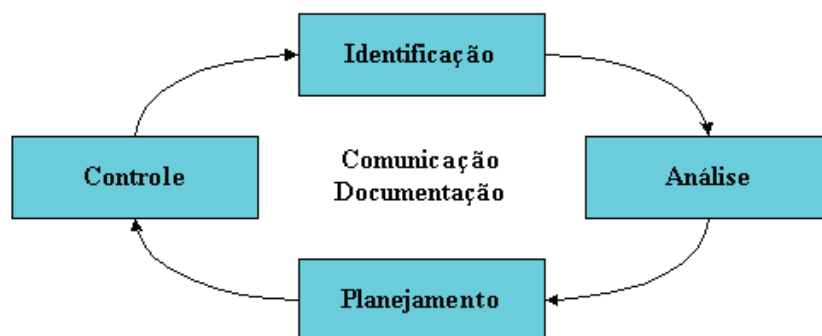 Identificação
Controle
Comunicação
Documentação
Análise
Planejamento